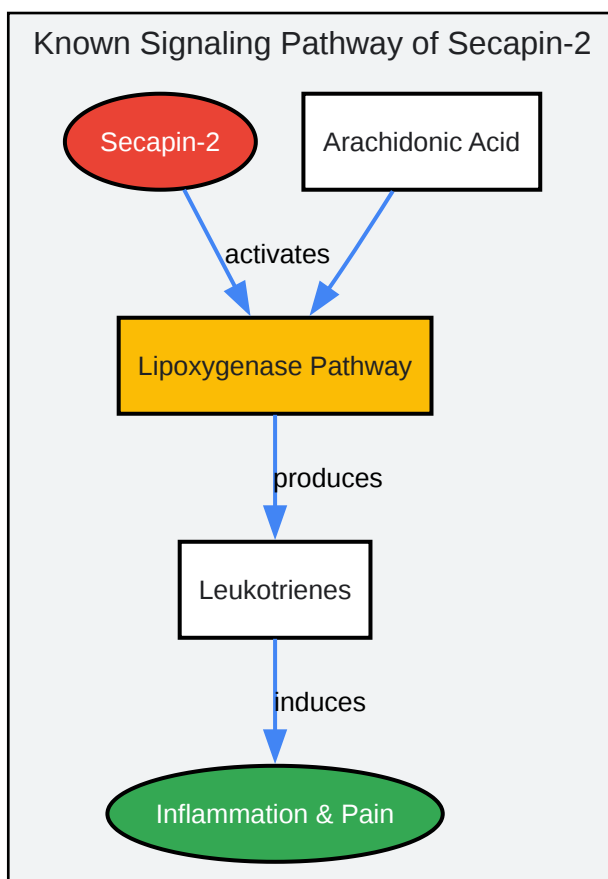 Known Signaling Pathway of Secapin-2
Secapin-2
Arachidonic Acid
activates
Lipoxygenase Pathway
produces
Leukotrienes
induces
Inflammation & Pain